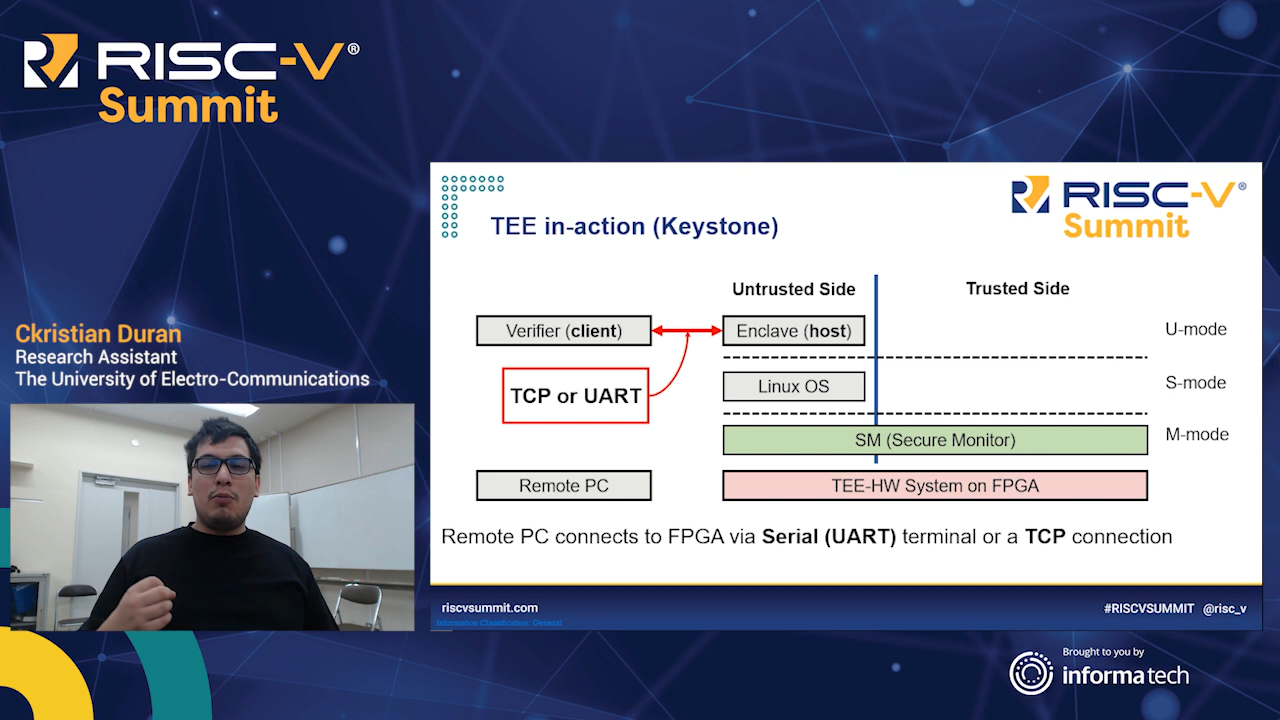 RISC-V®
Summit
Ckristian Duran
Research Assistant
The University of Electro-Communications
RISC-V®
Summit
TEE in-action (Keystone)
Untrusted Side
Trusted Side
Verifier (client)
Enclave (host)
U-mode
TCP or UART
Linux OS
S-mode
SM (Secure Monitor)
M-mode
Remote PC
TEE-HW System on FPGA
Remote PC connects to FPGA via Serial (UART) terminal or a TCP connection
riscvsummit.com
#RISCVSUMMIT @risc_v
Information Classification: General
Brought to you by
informa tech